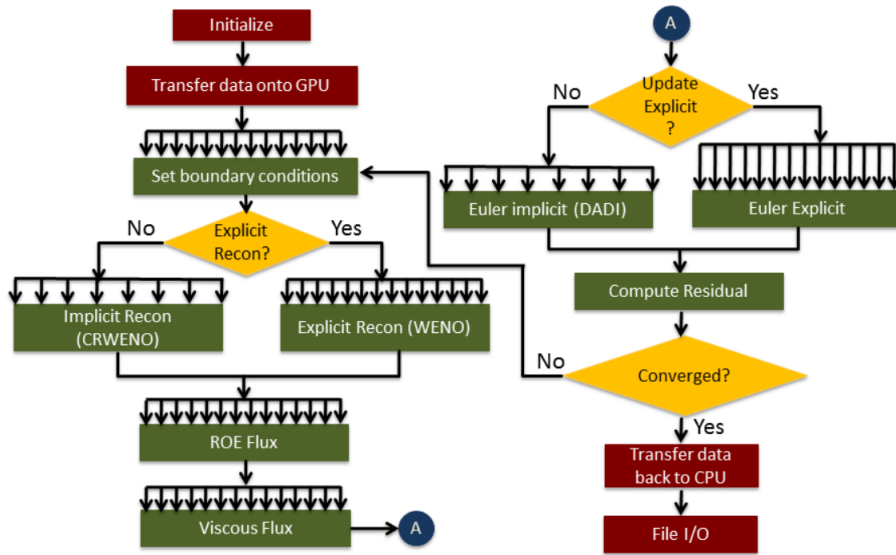 Initialize
Transfer data onto GPU
Set boundary conditions
No
Explicit
Recon?
Yes
Implicit Recon
(CRWENO)
Explicit Recon (WENO)
ROE Flux
Viscous Flux
A
A
No
Update
Explicit
?
Yes
Euler implicit (DADI)
Euler Explicit
Compute Residual
No
Converged?
Yes
Transfer data
back to CPU
File I/O